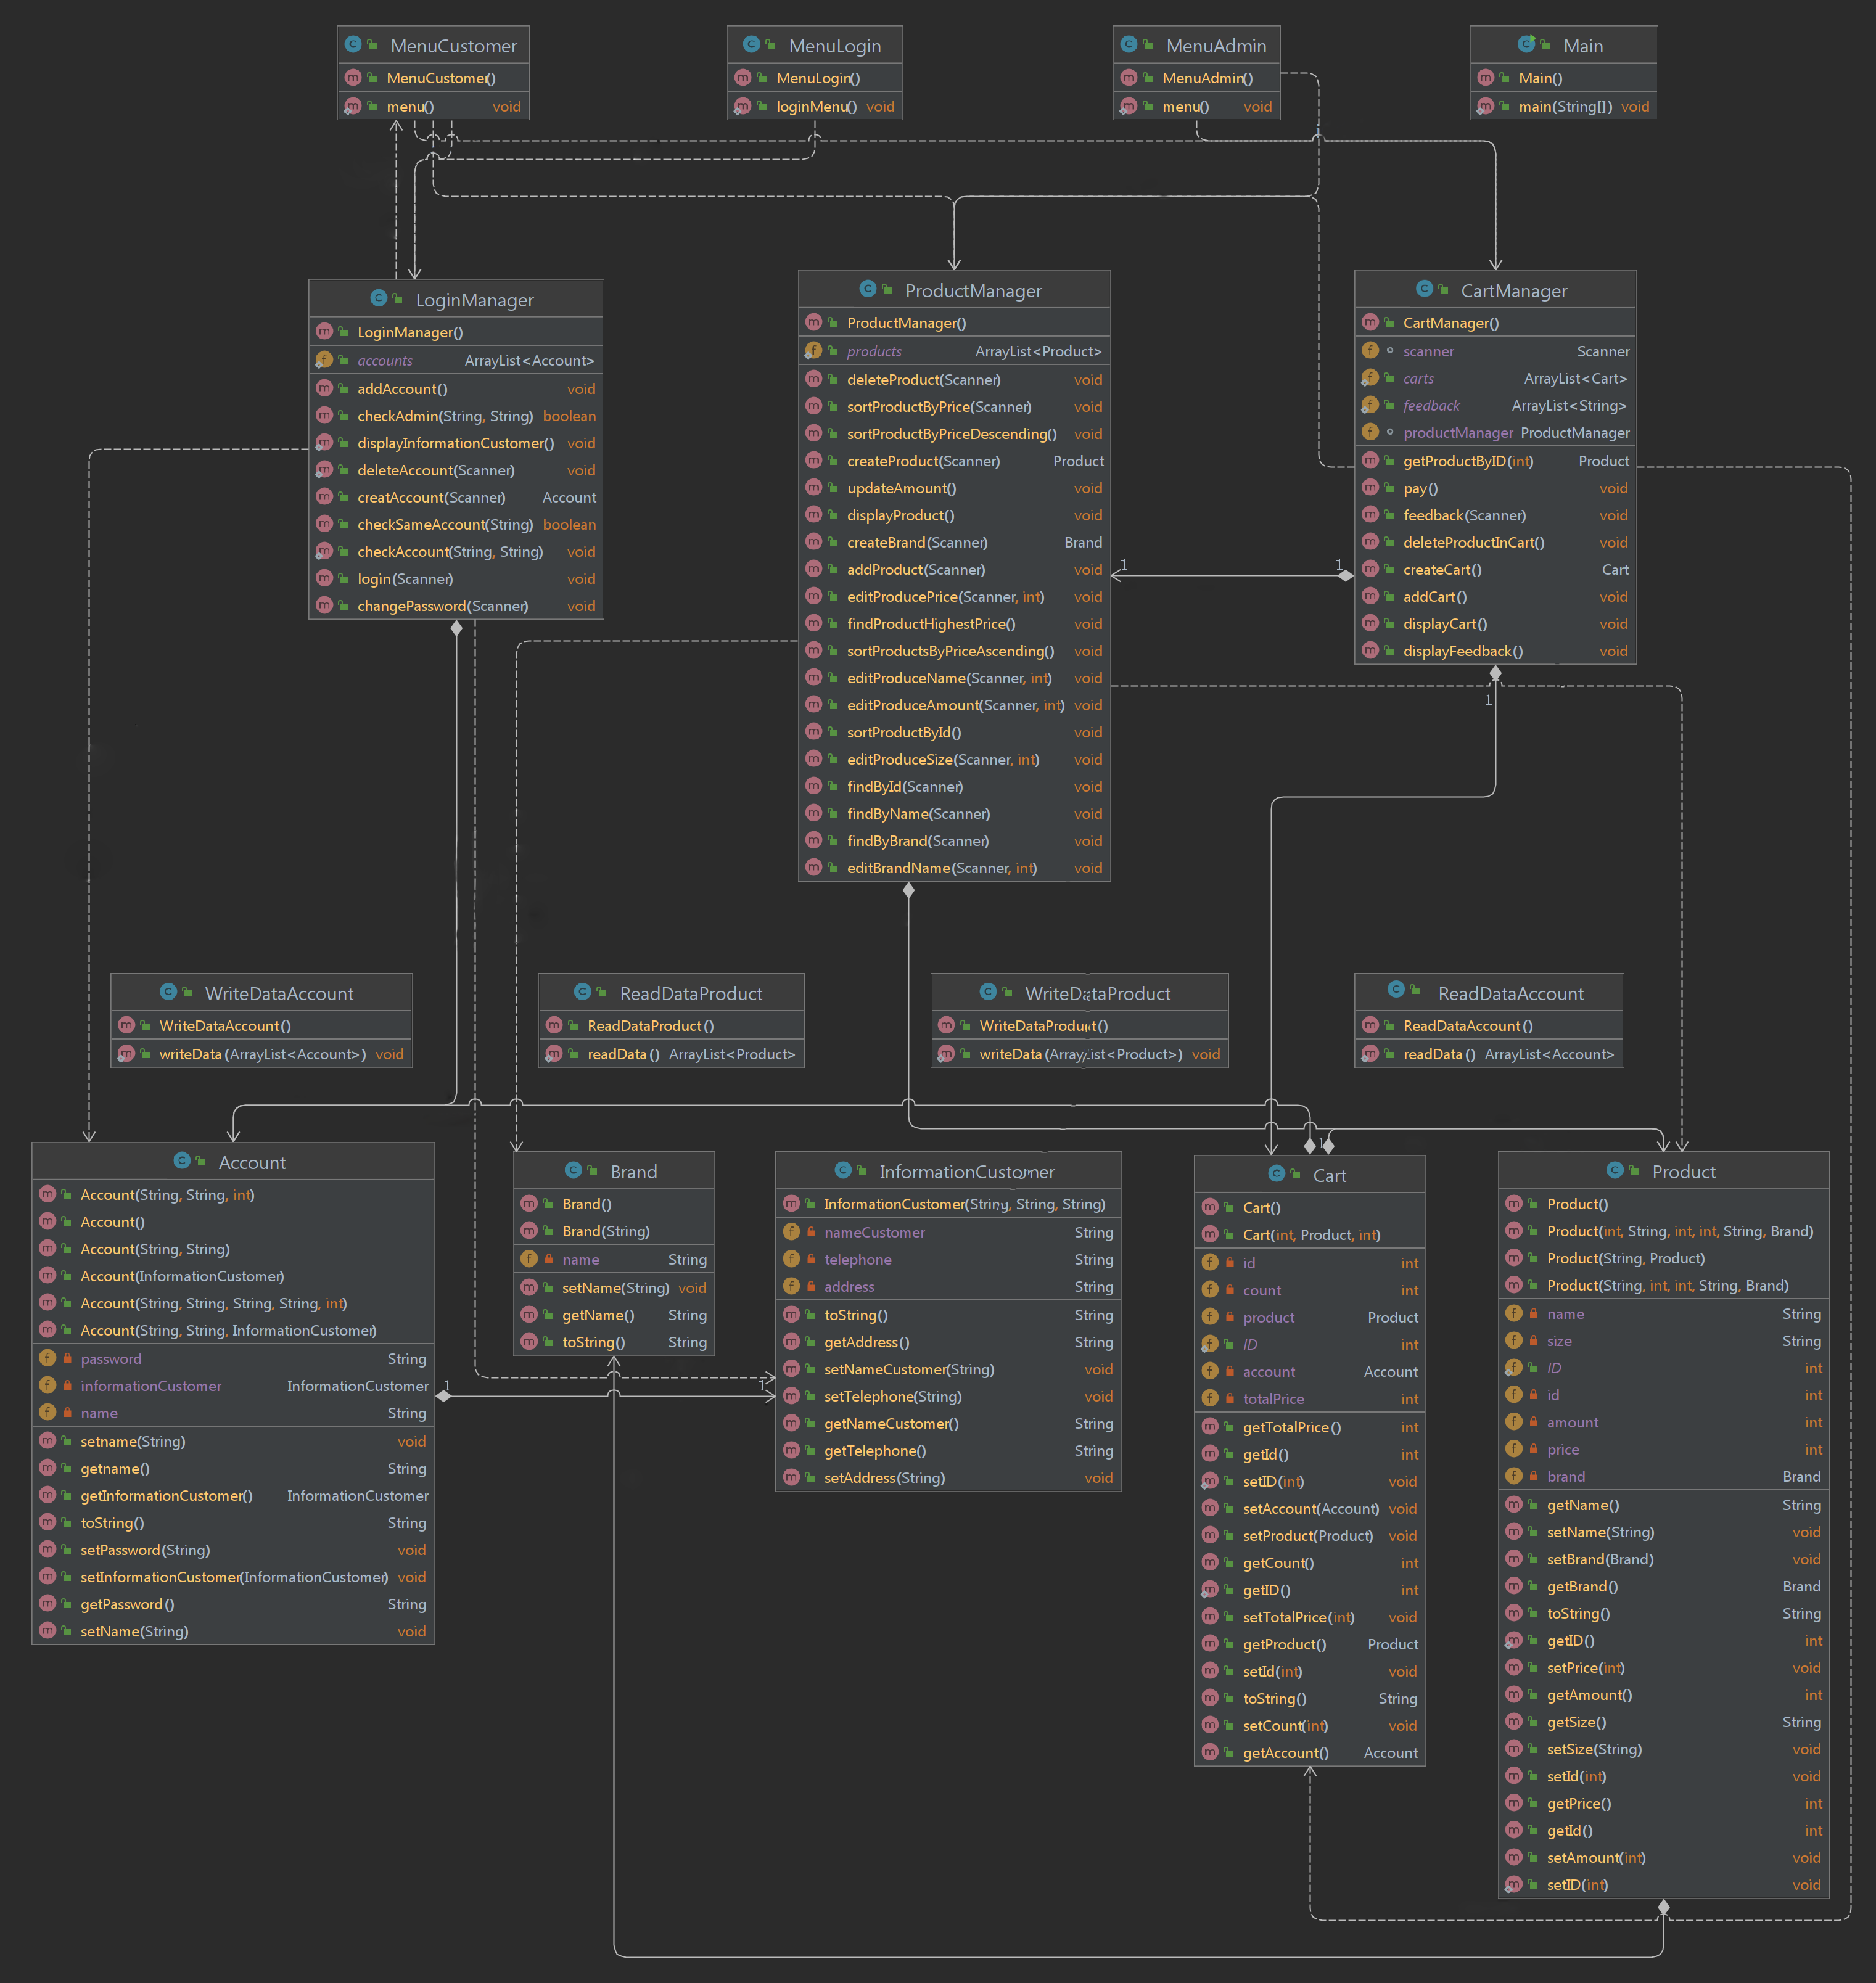 MenuCustomer
MenuCustomer()
menu() void
MenuLogin
MenuLogin()
loginMenu() void
MenuAdmin
MenuAdmin()
menu() void
Main
Main()
main(String[]) void
LoginManager
LoginManager()
accounts ArrayList<Account>
addAccount() void
checkAdmin(String, String) boolean
displayInformationCustomer() void
deleteAccount(Scanner) void
creatAccount(Scanner) Account
checkSameAccount(String) boolean
checkAccount(String, String) void
login(Scanner) void
changePassword(Scanner) void
ProductManager
ProductManager()
products ArrayList<Product>
deleteProduct(Scanner) void
sortProductByPrice(Scanner) void
sortProductByPriceDescending() void
createProduct(Scanner) Product
updateAmount() void
displayProduct() void
createBrand(Scanner) Brand
addProduct(Scanner) void
editProducePrice(Scanner, int) void
findProductHighestPrice() void
sortProductsByPriceAscending() void
editProduceName(Scanner, int) void
editProduceAmount(Scanner, int) void
sortProductById() void
editProduceSize(Scanner, int) void
findById(Scanner) void
findByName(Scanner) void
findByBrand(Scanner) void
editBrandName(Scanner, int) void
CartManager
CartManager()
scanner Scanner
carts ArrayList<Cart>
feedback ArrayList<String>
productManager ProductManager
getProductByID(int) Product
pay() void
feedback(Scanner) void
deleteProductInCart() void
createCart() Cart
addCart() void
displayCart() void
displayFeedback() void
1
1
1
WriteDataAccount
WriteDataAccount()
writeData(ArrayList<Account>) void
ReadDataProduct
ReadDataProduct()
readData() ArrayList<Product>
WriteDataProduct
WriteDataProduct()
writeData(ArrayList<Product>) void
ReadDataAccount
ReadDataAccount()
readData() ArrayList<Account>
1
Account
Account(String, String, int)
Account()
Account(String, String)
Account(InformationCustomer)
Account(String, String, String, String, int)
Account(String, String, InformationCustomer)
password String
informationCustomer InformationCustomer
name String
setname(String) void
getname() String
getInformationCustomer() InformationCustomer
toString() String
setPassword(String) void
setInformationCustomer(InformationCustomer) void
getPassword() String
setName(String) void
1
1
Brand
Brand()
Brand(String)
name String
setName(String) void
getName() String
toString() String
InformationCustomer
InformationCustomer(String, String, String)
nameCustomer String
telephone String
address String
toString() String
getAddress() String
setNameCustomer(String) void
setTelephone(String) void
getNameCustomer() String
getTelephone() String
setAddress(String) void
Cart
Cart()
Cart(int, Product, int)
id int
count int
product Product
ID int
account Account
totalPrice int
getTotalPrice() int
getId() int
setID(int) void
setAccount(Account) void
setProduct(Product) void
getCount() int
getID() int
setTotalPrice(int) void
getProduct() Product
setId(int) void
toString() String
setCount(int) void
getAccount() Account
Product
Product()
Product(int, String, int, int, String, Brand)
Product(String, Product)
Product(String, int, int, String, Brand)
name String
size String
ID int
id int
amount int
price int
brand Brand
getName() String
setName(String) void
setBrand(Brand) void
getBrand() Brand
toString() String
getID() int
setPrice(int) void
getAmount() int
getSize() String
setSize(String) void
setId(int) void
getPrice() int
getId() int
setAmount(int) void
setID(int) void